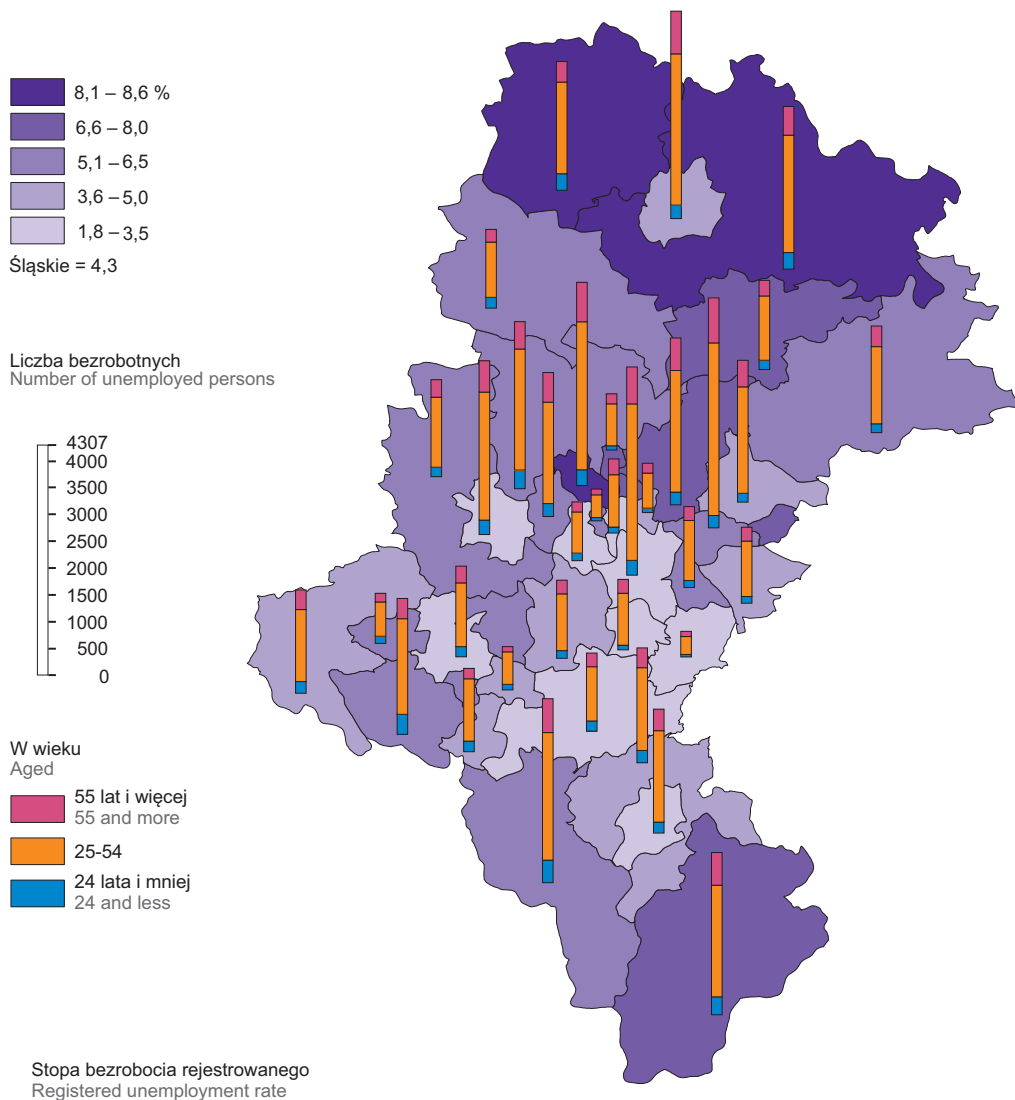 8,1 – 8,6 %
6,6 – 8,0
5,1 – 6,5
3,6 – 5,0
1,8 – 3,5
Śląskie = 4,3
Liczba bezrobotnych
Number of unemployed persons
4307
4000
3500
3000
2500
2000
1500
1000
500
0
W wieku
Aged
55 lat i więcej
55 and more
25-54
24 lata i mniej
24 and less
Stopa bezrobocia rejestrowanego
Registered unemployment rate